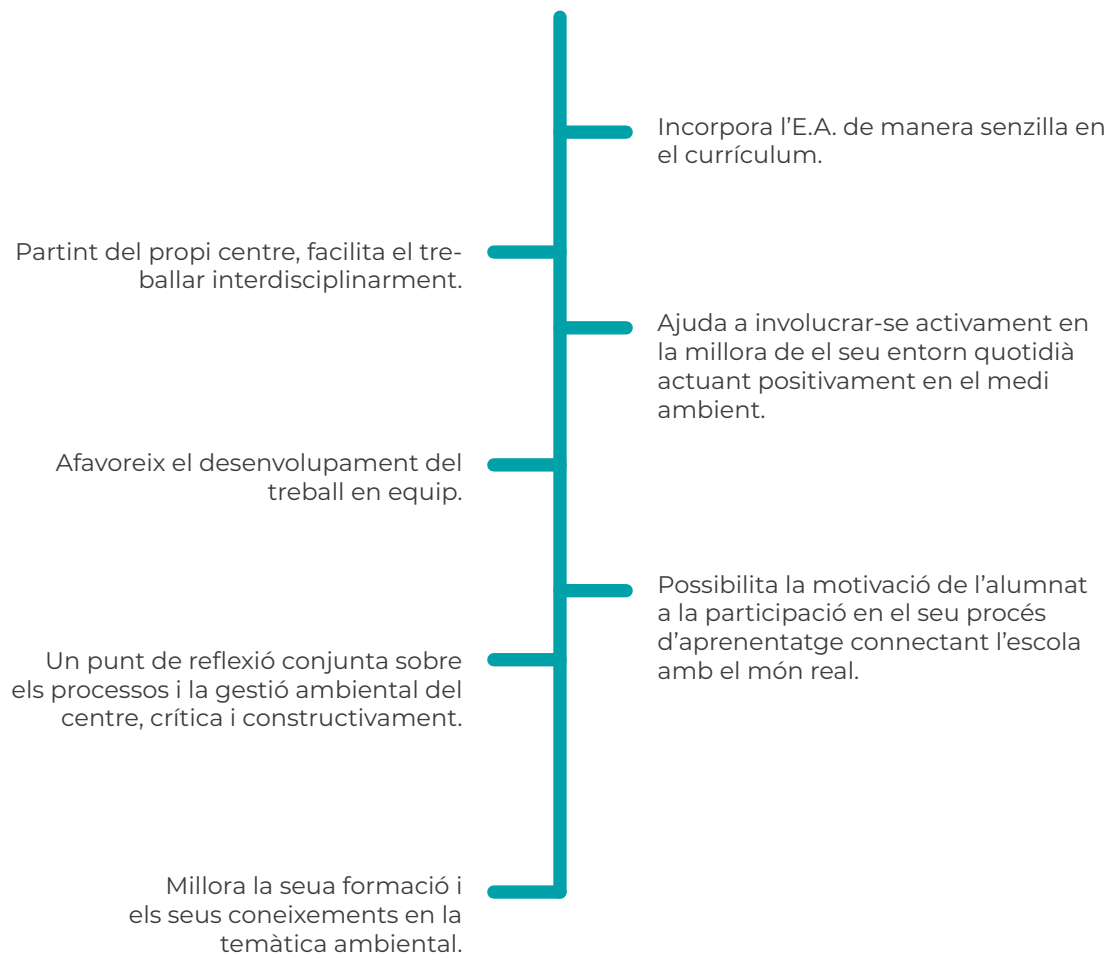 Incorpora l’E.A. de manera senzilla en
el currículum.
Partint del propi centre, facilita el tre-
ballar interdisciplinarment.
Ajuda a involucrar-se activament en
la millora de el seu entorn quotidià
actuant positivament en el medi
ambient.
Afavoreix el desenvolupament del
treball en equip.
Possibilita la motivació de l’alumnat
a la participació en el seu procés
d’aprenentatge connectant l’escola
amb el món real.
Un punt de reflexió conjunta sobre
els processos i la gestió ambiental del
centre, crítica i constructivament.
Millora la seua formació i
els seus coneixements en la
temàtica ambiental.